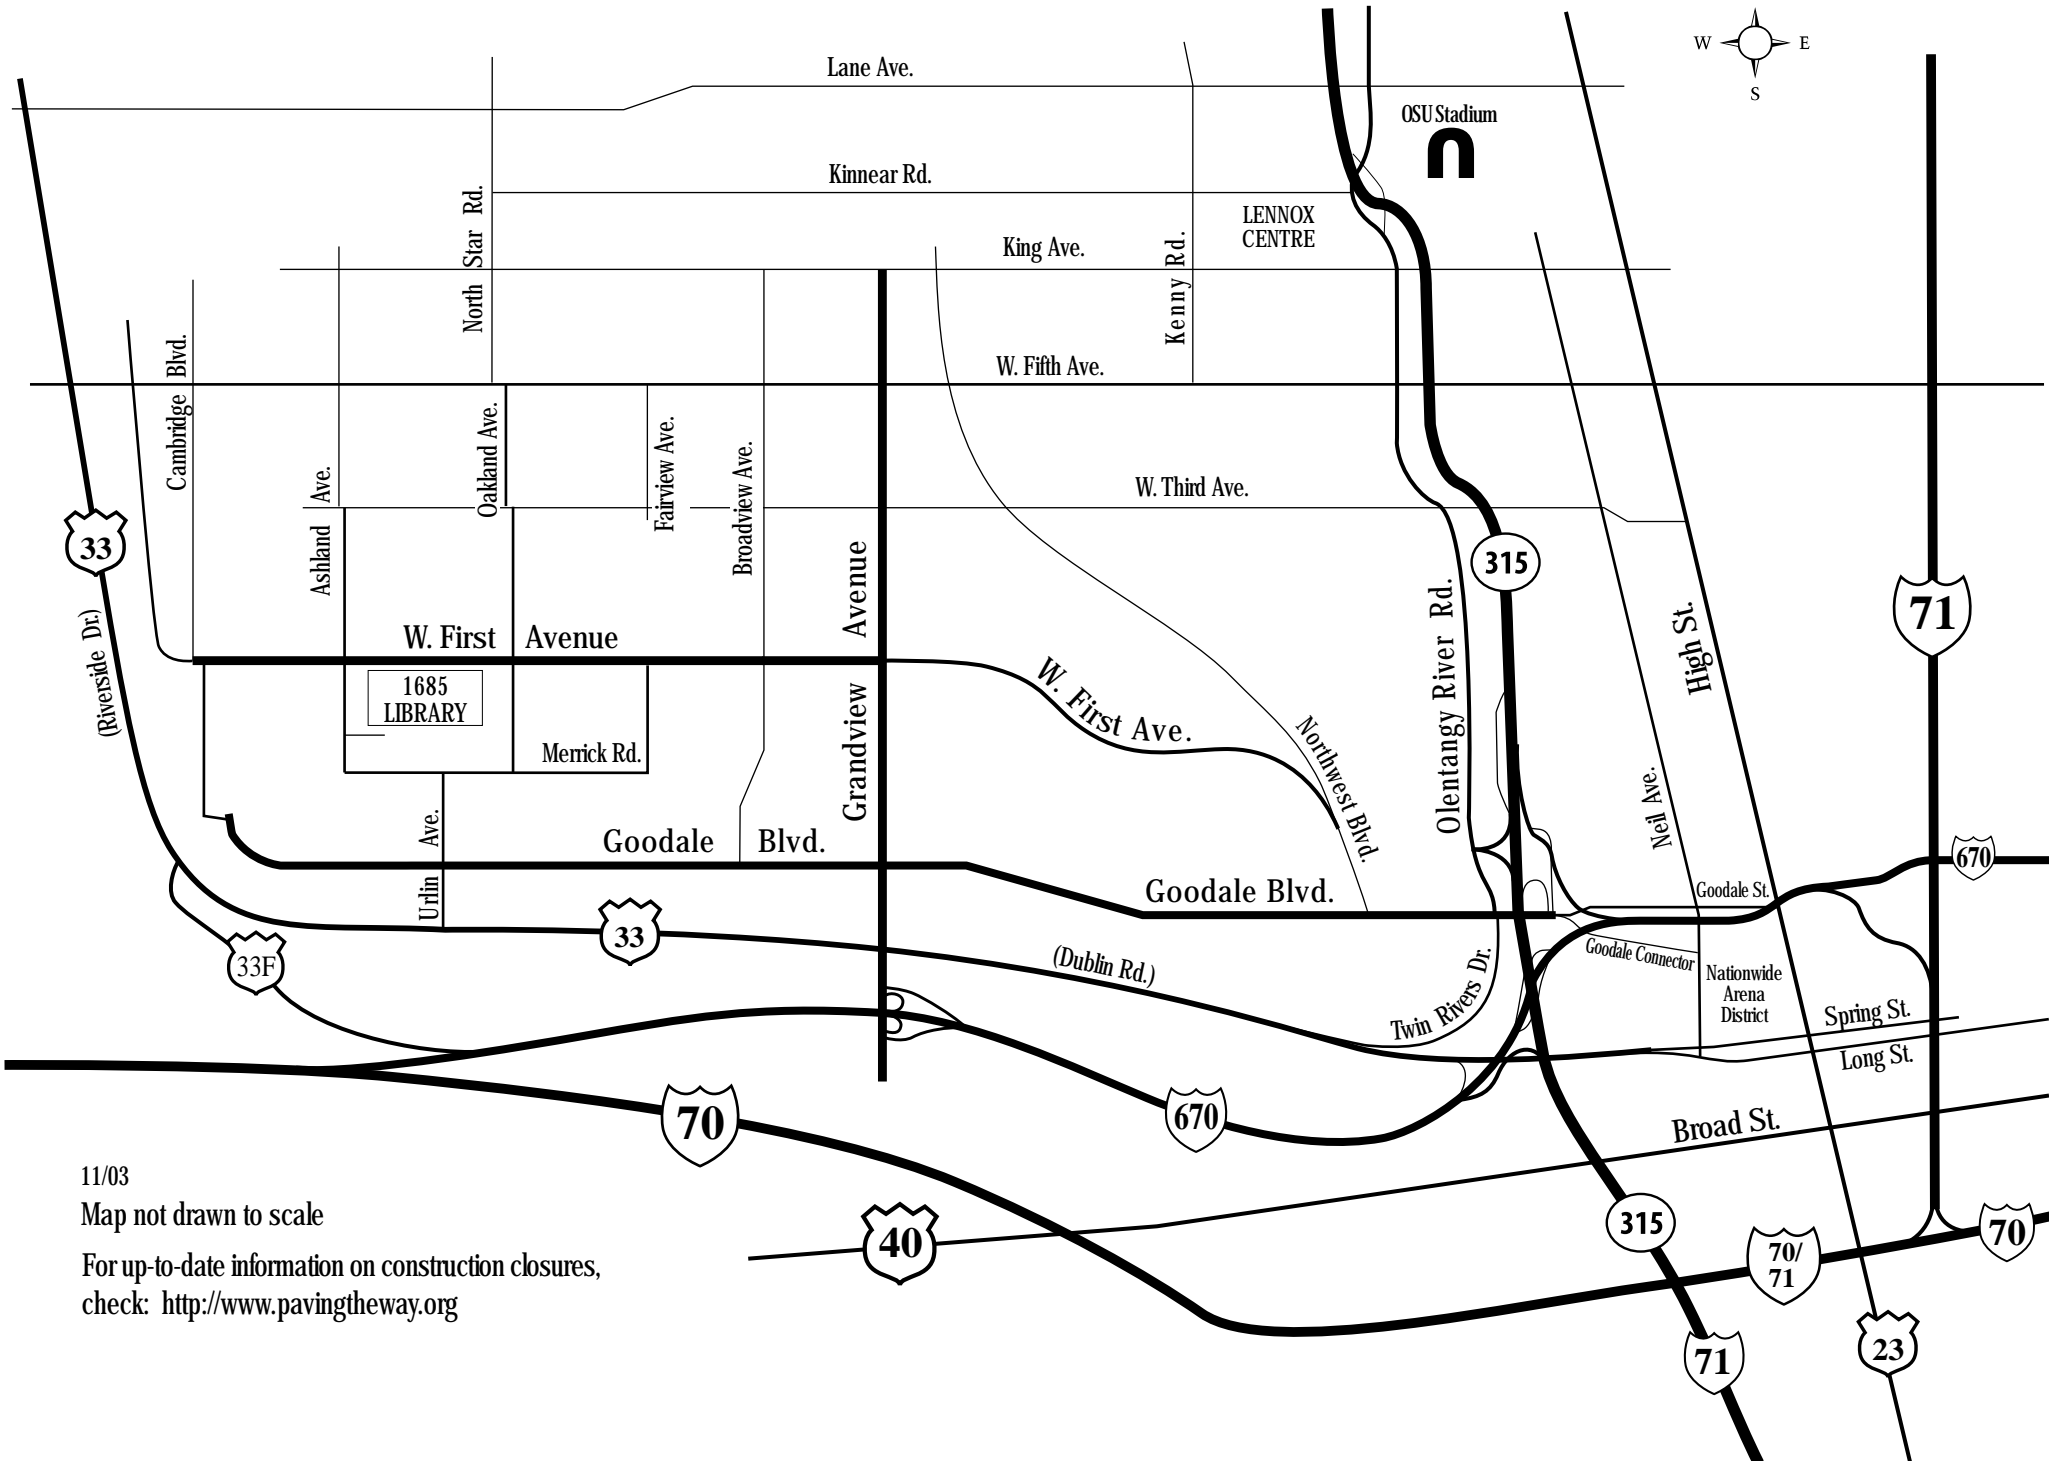 W E
S
Lane Ave.
OSU Stadium
Kinnear Rd.
North Star Rd.
LENNOX
CENTRE
King Ave.
Kenny Rd.
Cambridge Blvd.
W. Fifth Ave.
Oakland Ave.
Fairview Ave.
Broadview Ave.
Ashland Ave.
W. Third Ave.
33
315
(Riverside Dr.)
71
W. First Avenue
Grandview Avenue
1685
LIBRARY
W. First Ave.
Olentangy River Rd.
High St.
Merrick Rd.
Northwest Blvd.
Neil Ave.
Urlin Ave.
Goodale Blvd.
670
Goodale Blvd.
Goodale St.
33
33F
(Dublin Rd.)
Twin Rivers Dr.
Goodale Connector
Nationwide
Arena
District
Spring St.
Long St.
70
670
Broad St.
11/03
Map not drawn to scale
40
315
70/
71
70
For up-to-date information on construction closures,
check: http://www.pavingtheway.org
71
23